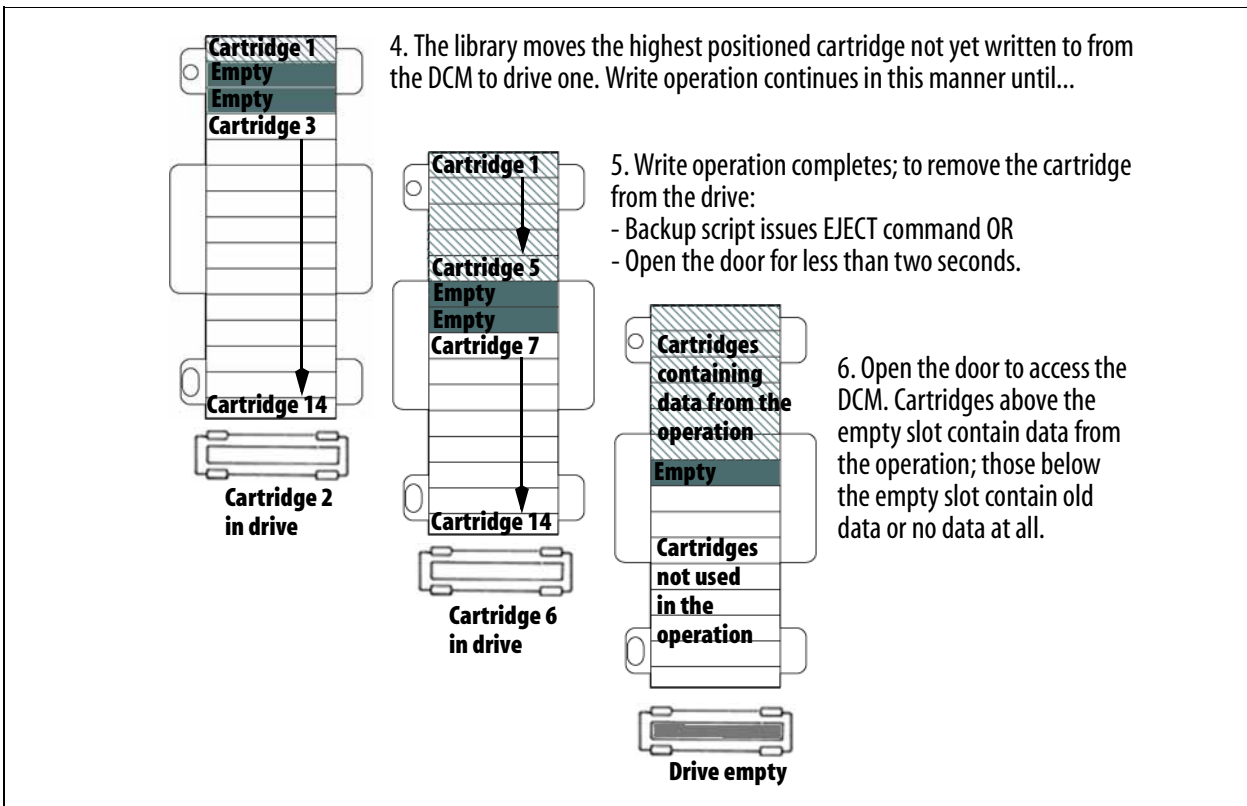 Cartridge 1
Empty
Empty
Cartridge 3
Cartridge 14
Cartridge 2
in drive
4. The library moves the highest positioned cartridge not yet written to from
the DCM to drive one. Write operation continues in this manner until...
Cartridge 1
Cartridge 5
Empty
Empty
Cartridge 7
Cartridge 14
Cartridge 6
in drive
5. Write operation completes; to remove the cartridge
from the drive:
- Backup script issues EJECT command OR
- Open the door for less than two seconds.
Cartridges
containing
data from the
operation
Empty
Cartridges
not used
in the
operation
Drive empty
6. Open the door to access the
DCM. Cartridges above the
empty slot contain data from
the operation; those below
the empty slot contain old
data or no data at all.